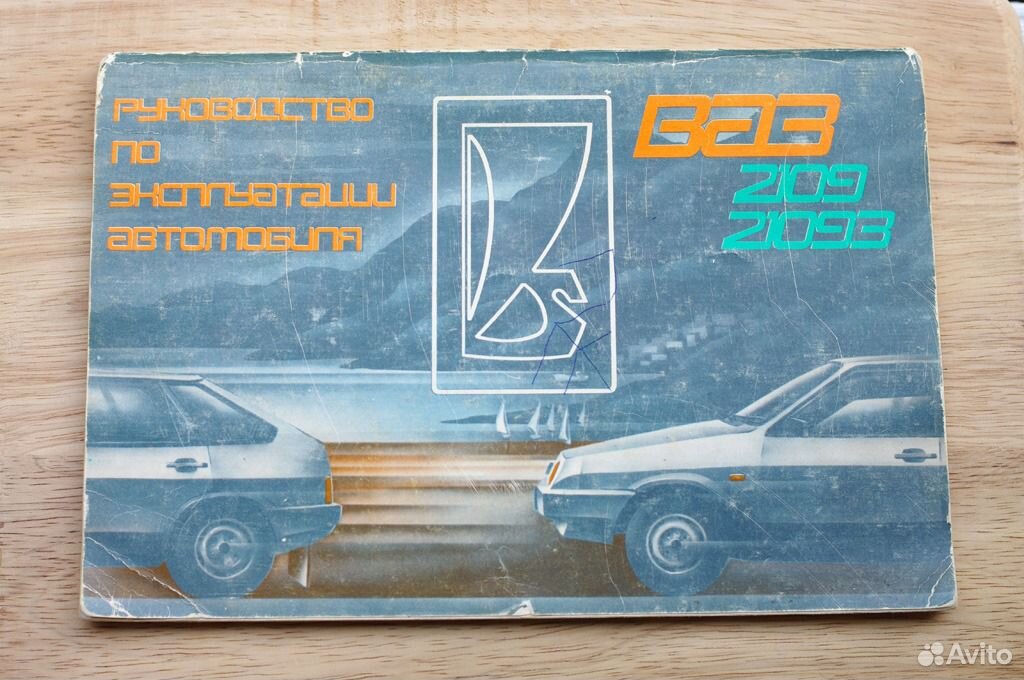 РУКОВОДСТВО
ПО
ЭКСПЛУАТАЦИИ
АВТОМОБИЛЯ
ВАЗ
2109
21093
Avito